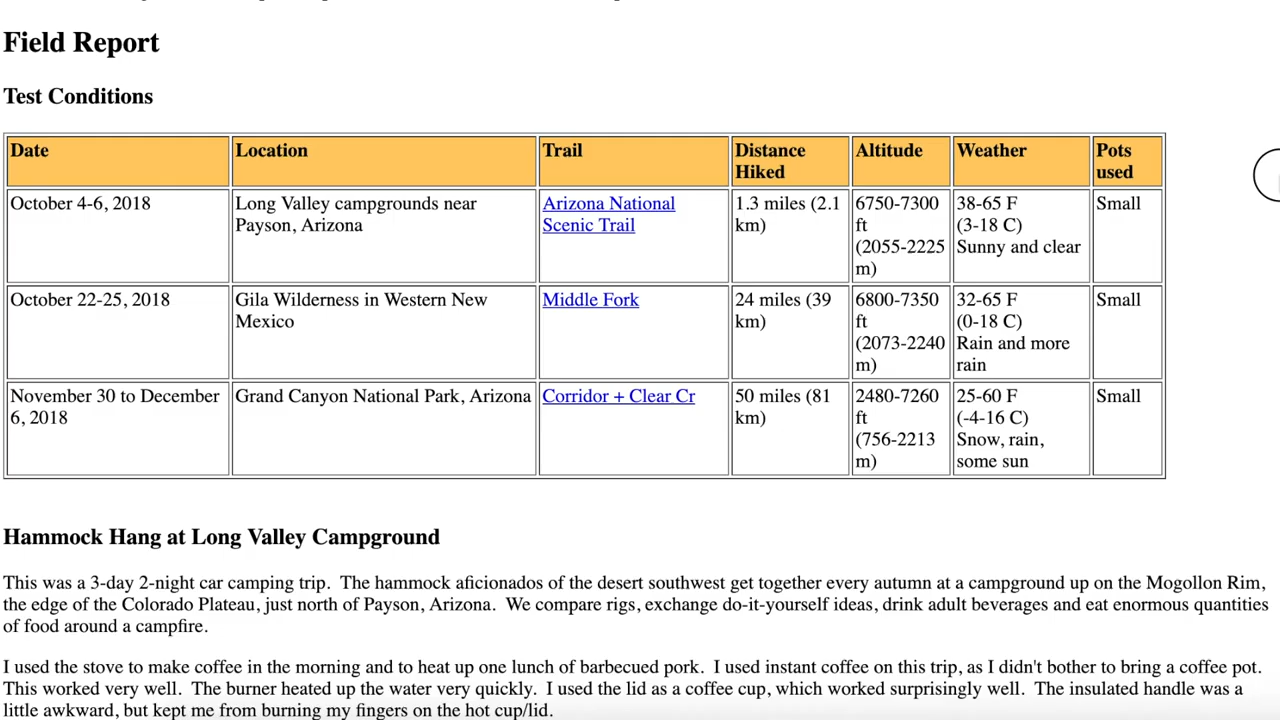 Field Report
Test Conditions
Date Location Trail Distance Hiked Altitude Weather Pots used
October 4-6, 2018 Long Valley campgrounds near Payson, Arizona Arizona National Scenic Trail 1.3 miles (2.1 km) 6750-7300 ft (2055-2225 m) 38-65 F (3-18 C) Sunny and clear Small
October 22-25, 2018 Gila Wilderness in Western New Mexico Middle Fork 24 miles (39 km) 6800-7350 ft (2073-2240 m) 32-65 F (0-18 C) Rain and more rain Small
November 30 to December 6, 2018 Grand Canyon National Park, Arizona Corridor + Clear Cr 50 miles (81 km) 2480-7260 ft (756-2213 m) 25-60 F (-4-16 C) Snow, rain, some sun Small
Hammock Hang at Long Valley Campground
This was a 3-day 2-night car camping trip. The hammock aficionados of the desert southwest get together every autumn at a campground up on the Mogollon Rim,
the edge of the Colorado Plateau, just north of Payson, Arizona. We compare rigs, exchange do-it-yourself ideas, drink adult beverages and eat enormous quantities
of food around a campfire.
I used the stove to make coffee in the morning and to heat up one lunch of barbecued pork. I used instant coffee on this trip, as I didn't bother to bring a coffee pot.
This worked very well. The burner heated up the water very quickly. I used the lid as a coffee cup, which worked surprisingly well. The insulated handle was a
little awkward, but kept me from burning my fingers on the hot cup/lid.